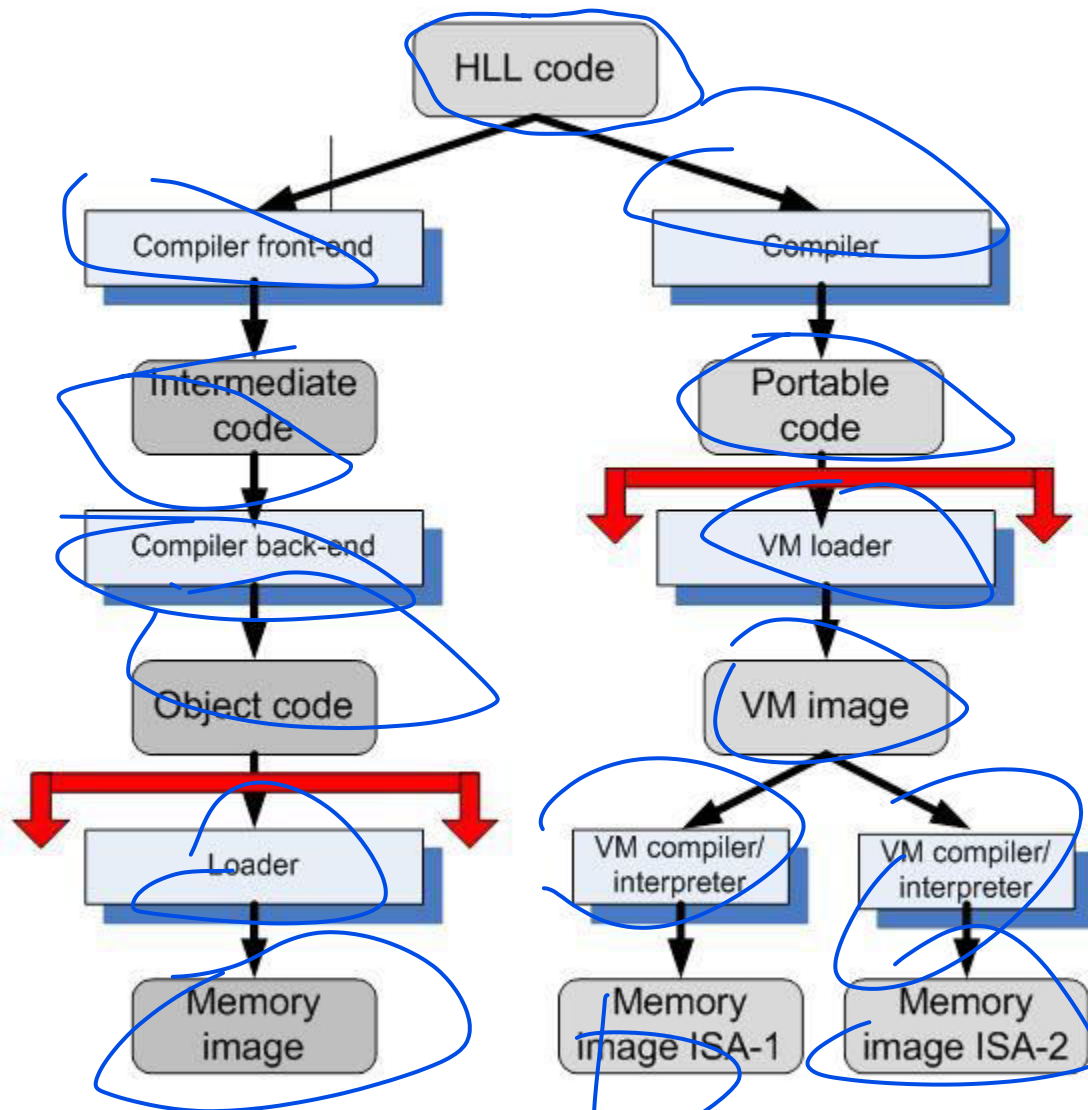 HLL code
Compiler front-end
Compiler
Intermediate
code
Portable
code
Compiler back-end
VM loader
Object code
VM image
Loader
VM compiler/
interpreter
VM compiler/
interpreter
Memory
image
Memory
image ISA-1
Memory
image ISA-2